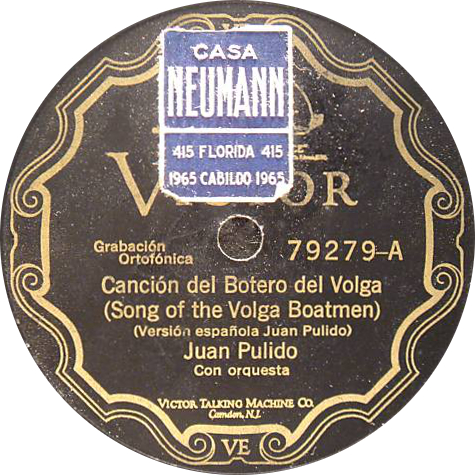 VE
CASA
NEUMANN
415 FLORIDA 415
1965 CABILDO 1965
Grabación
Ortofónica
79279-A
Canción del Botero del Volga
(Song of the Volga Boatmen)
(Versión española Juan Pulido)
Juan Pulido
Con orquesta
VICTOR TALKING MACHINE CO.
Camden, N.J.
VE